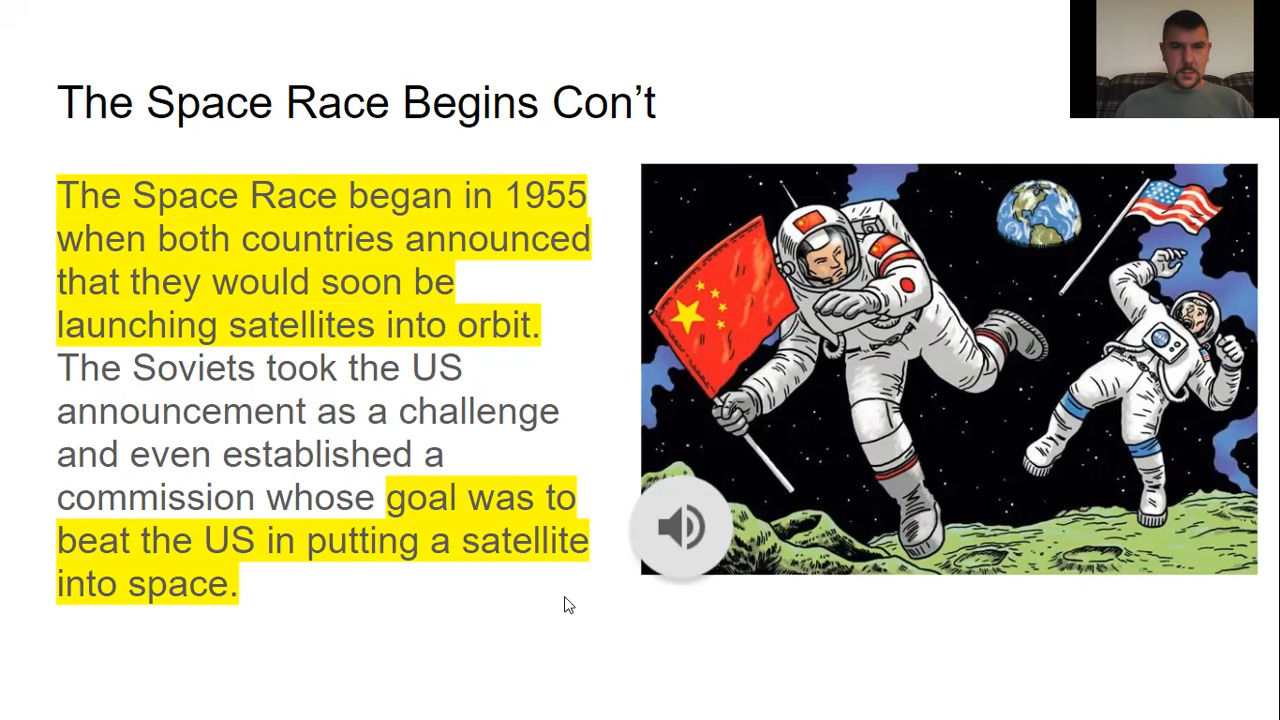 The Space Race Begins Con’t
The Space Race began in 1955
when both countries announced
that they would soon be
launching satellites into orbit.
The Soviets took the US
announcement as a challenge
and even established a
commission whose goal was to
beat the US in putting a satellite
into space.